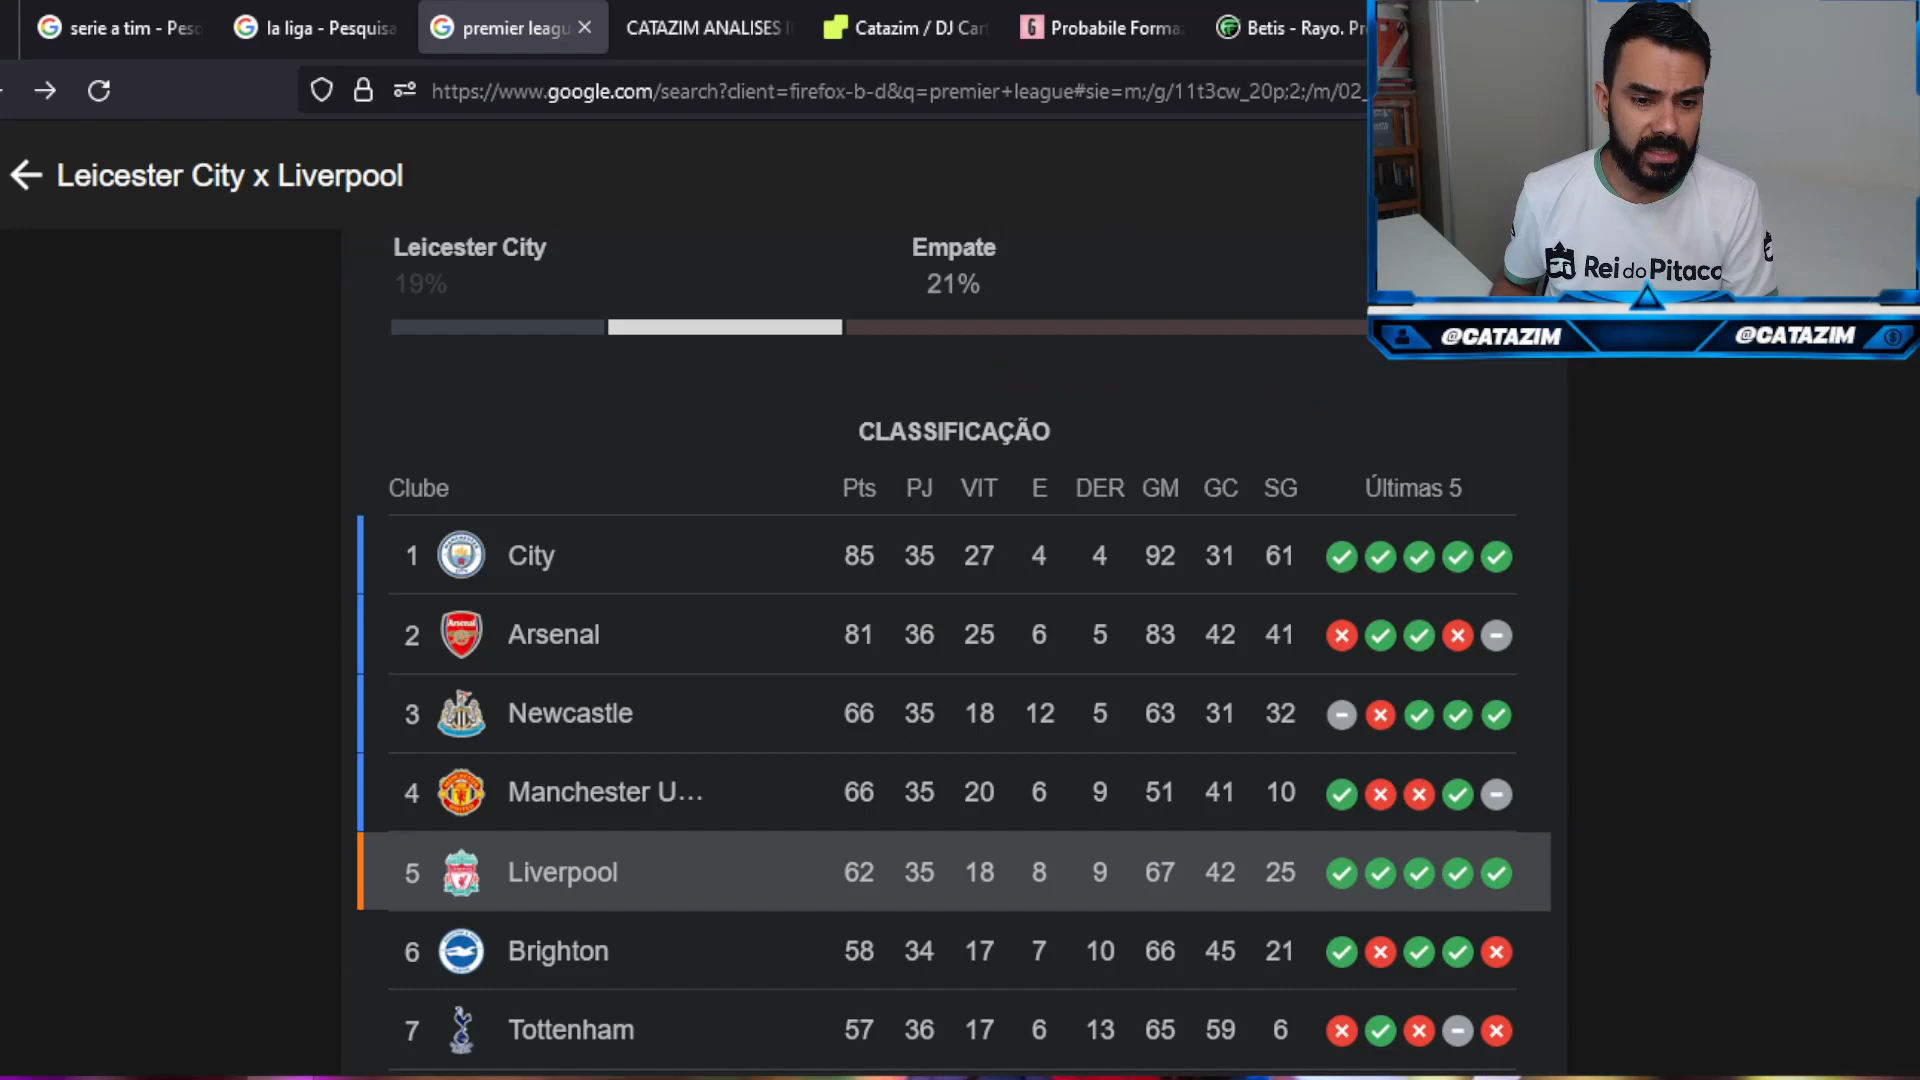 serie a tim - Pesq
la liga - Pesquisa
premier leagu
CATAZIM ANALISES
Catazim / DJ Car
Probabile Forma
Betis - Rayo. Pr
https://www.google.com/search?client=firefox-b-d&q=premier+league#sie=m;/g/11t3cw_20p;2;/m/02_
Leicester City x Liverpool
Leicester City
Empate
19%
21%
Rei do Pitaco
@CATAZIM
@CATAZIM
CLASSIFICAÇÃO
Clube Pts PJ VIT E DER GM GC SG Últimas 5
1 City 85 35 27 4 4 92 31 61
2 Arsenal 81 36 25 6 5 83 42 41
3 Newcastle 66 35 18 12 5 63 31 32
4 Manchester U... 66 35 20 6 9 51 41 10
5 Liverpool 62 35 18 8 9 67 42 25
6 Brighton 58 34 17 7 10 66 45 21
7 Tottenham 57 36 17 6 13 65 59 6